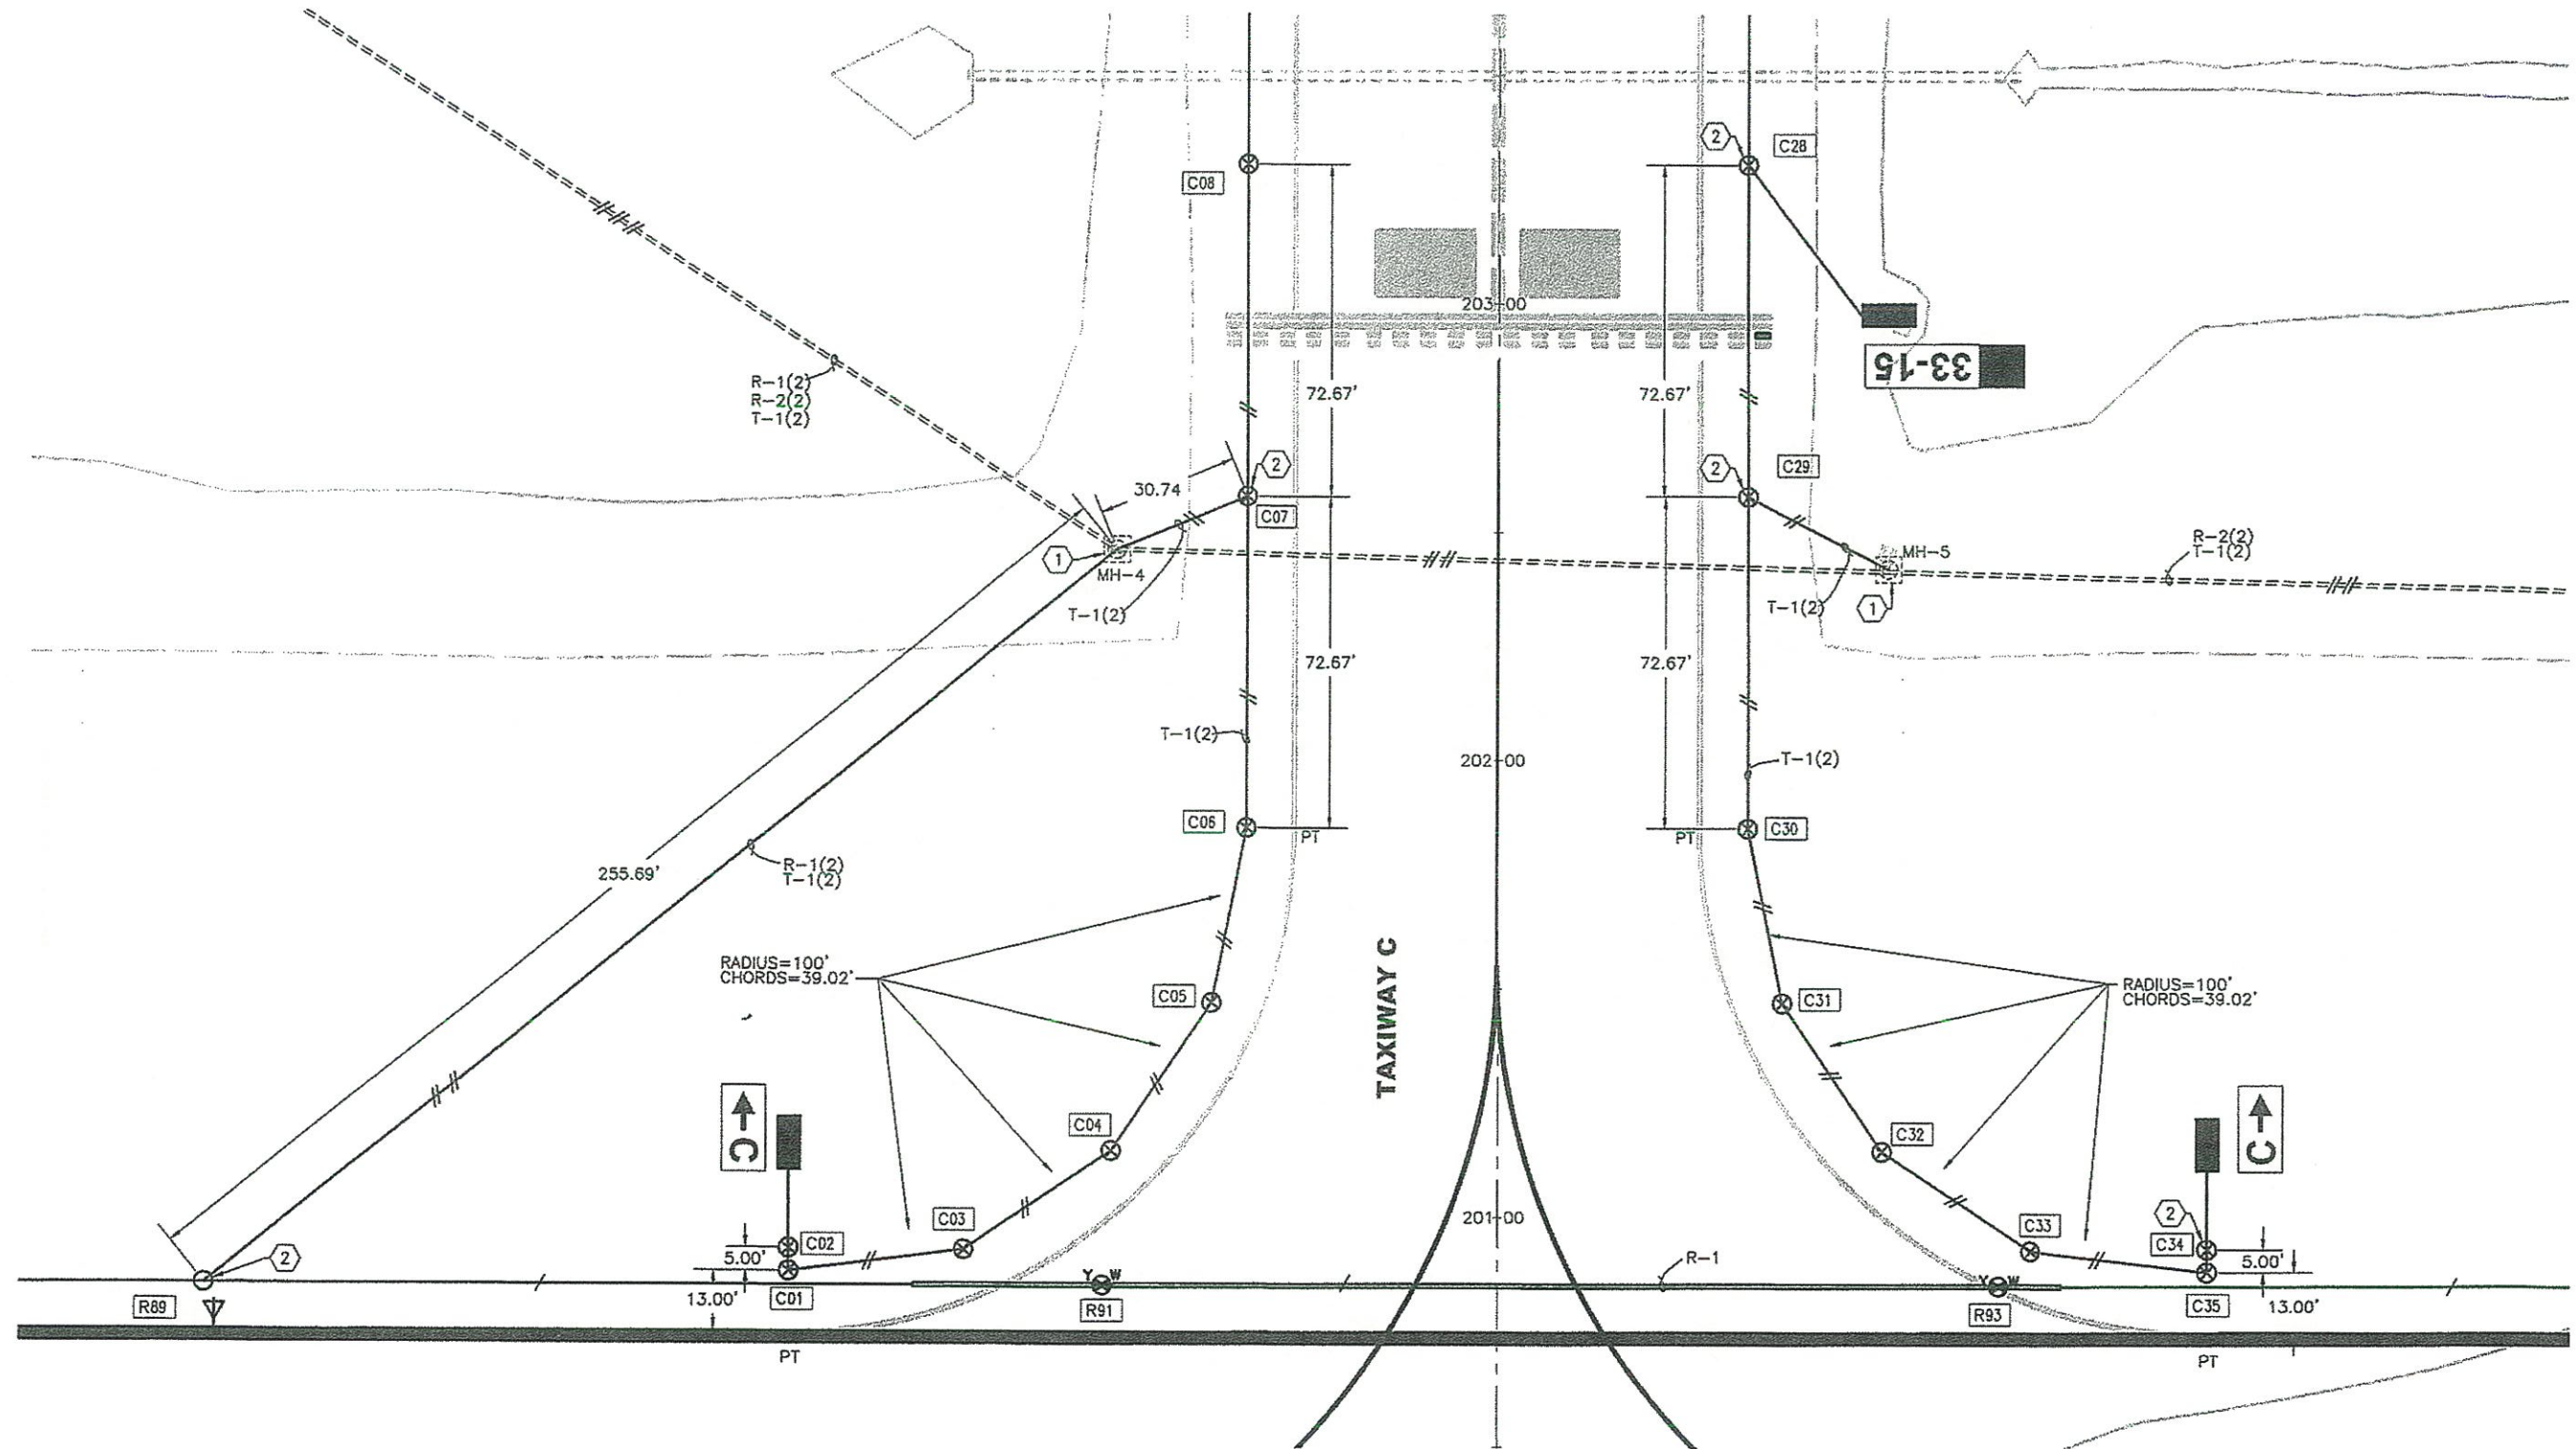 2
C28
C08
203+00
33-15
R-1(2)
R-2(2)
T-1(2)
72.67'
72.67'
2
30.74
C07
2
C29
1
MH-4
T-1(2)
MH-5
T-1(2)
1
R-2(2)
T-1(2)
72.67'
72.67'
T-1(2)
202+00
T-1(2)
C06
PT
PT
C30
255.69'
R-1(2)
T-1(2)
RADIUS=100'
CHORDS=39.02'
C05
TAXIWAY C
C31
RADIUS=100'
CHORDS=39.02'
←C
C04
C32
C→
C03
201+00
C33
2
C02
5.00'
C34
5.00'
2
R-1
Y W
Y W
R89
13.00'
C01
R91
R93
C35
13.00'
PT
PT